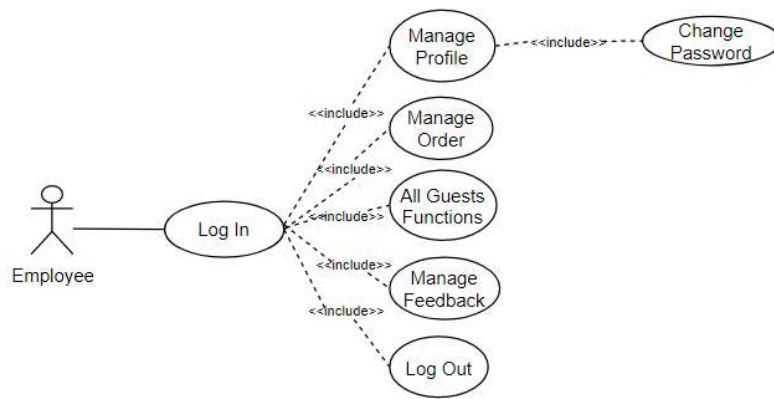 Manage
Profile
<<include>>
Change
Password
<<include>>
Manage
Order
<<include>>
All Guests
Functions
<<include>>
Log In
Employee
<<include>>
Manage
Feedback
<<include>>
Log Out